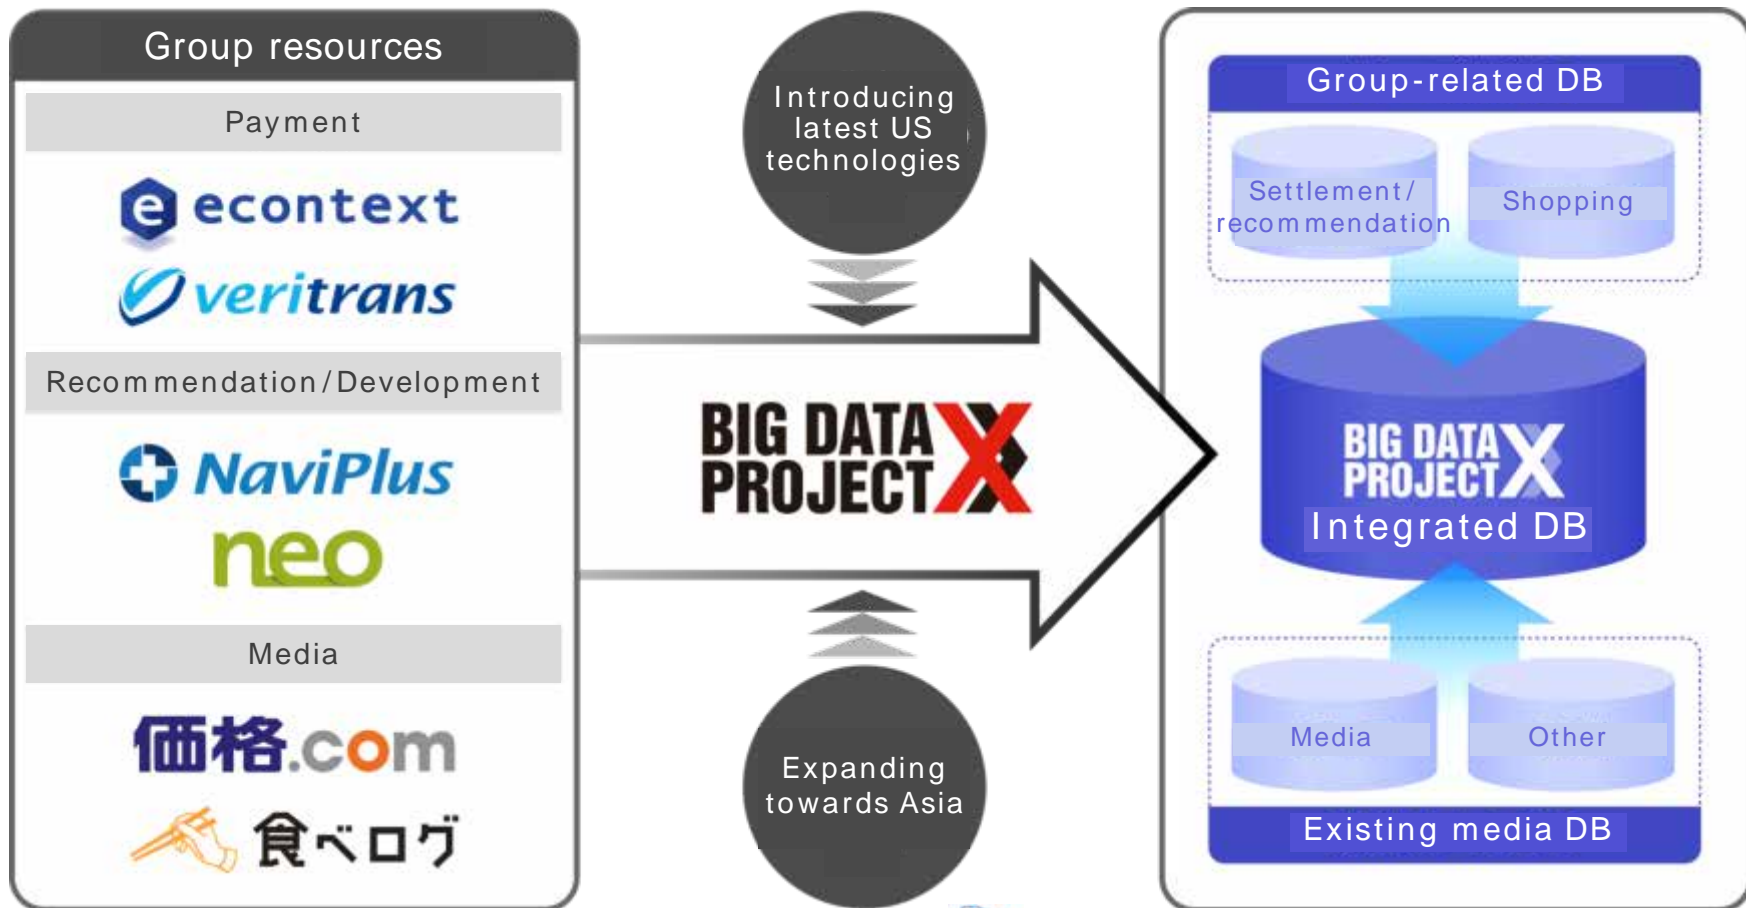 Group resources
Payment
e econtext
veritrans
Recommendation/Development
NaviPlus
neo
Media
価格.com
食べログ
Introducing
latest US
technologies
BIG DATA
PROJECT X
Expanding
towards Asia
Group-related DB
Settlement/
recommendation
Shopping
BIG DATA
PROJECT X
Integrated DB
Media
Other
Existing media DB